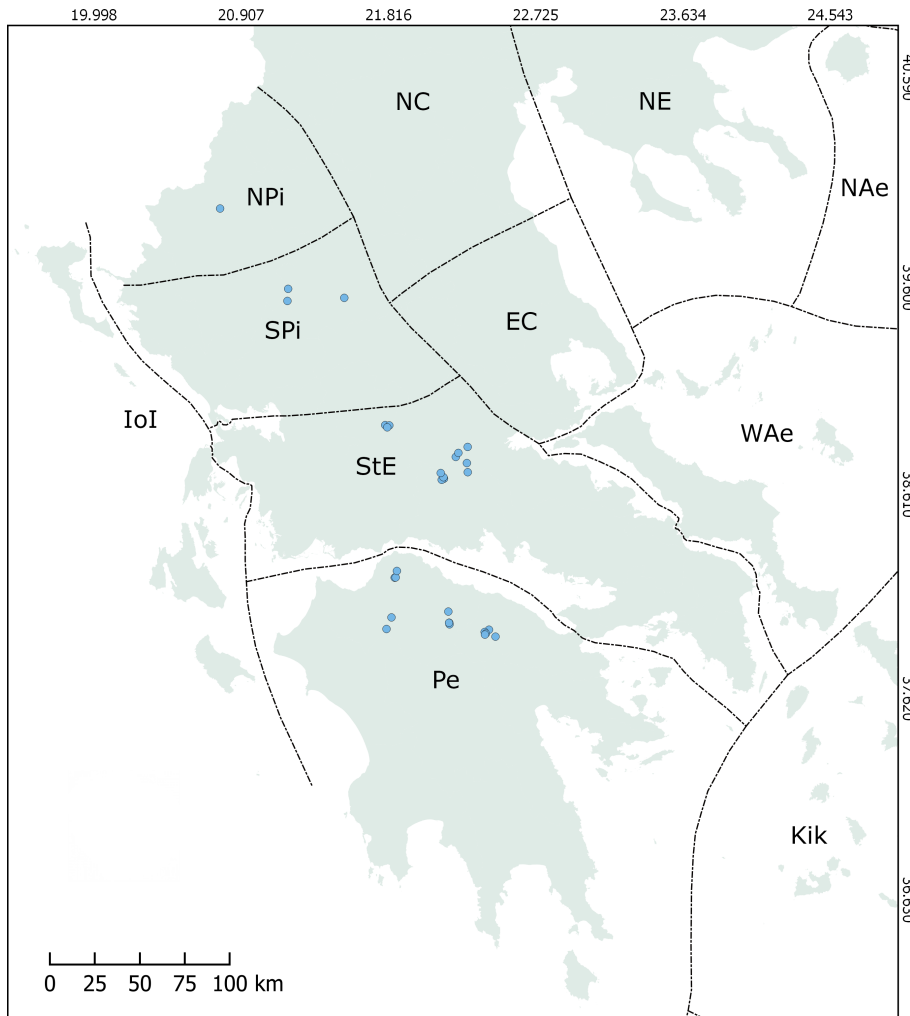 19.998 20.907 21.816 22.725 23.634 24.543
40.590
NC
NE
NPi
NAe
39.600
SPi
EC
IoI
WAe
StE
38.610
Pe
37.620
Kik
36.630
0 25 50 75 100 km